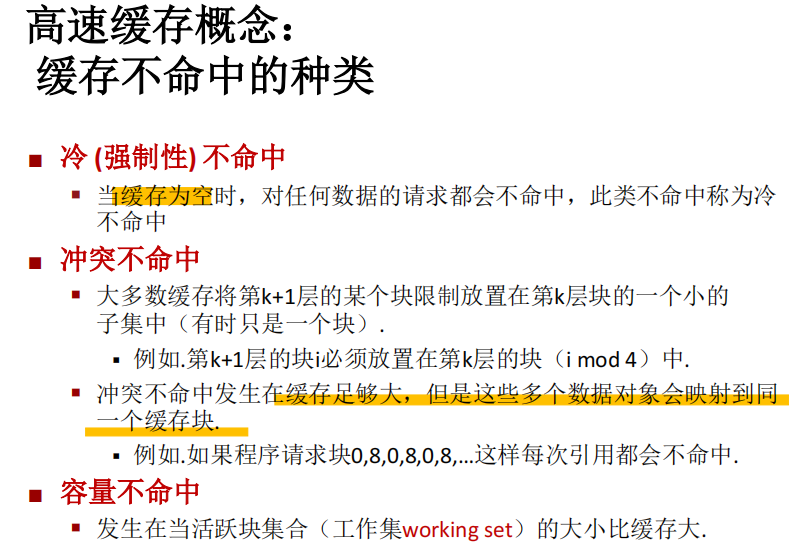 高速缓存概念：
缓存不命中的种类
■ 冷 (强制性) 不命中
▪ 当缓存为空时，对任何数据的请求都会不命中，此类不命中称为冷
不命中
■ 冲突不命中
▪ 大多数缓存将第k+1层的某个块限制放置在第k层块的一个小的
子集中（有时只是一个块）.
▪ 例如.第k+1层的块i必须放置在第k层的块（i mod 4）中.
▪ 冲突不命中发生在缓存足够大，但是这些多个数据对象会映射到同
一个缓存块.
▪ 例如.如果程序请求块0,8,0,8,0,8,...这样每次引用都会不命中.
■ 容量不命中
▪ 发生在当活跃块集合（工作集working set）的大小比缓存大.